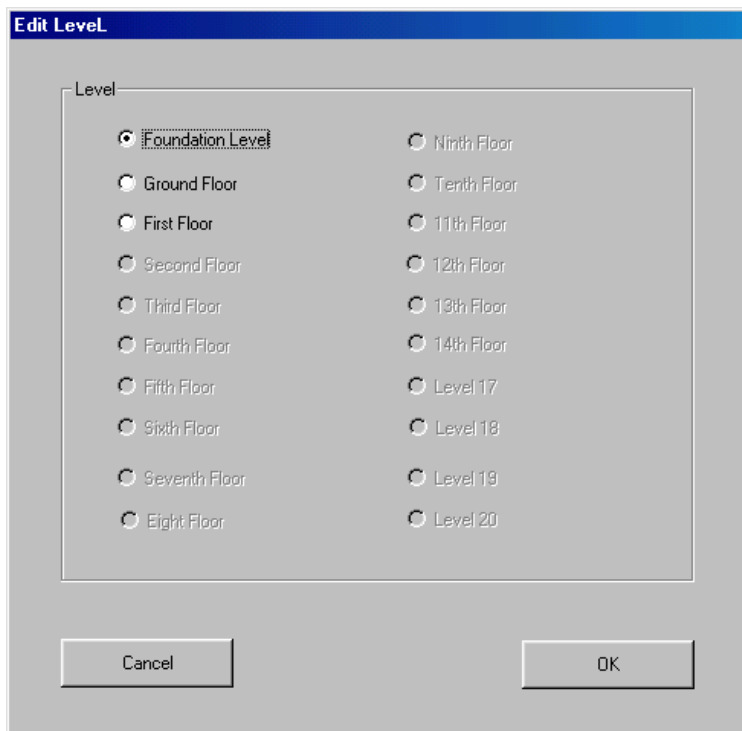 Edit LeveL
Level
Foundation Level
Ground Floor
First Floor
Second Floor
Third Floor
Fourth Floor
Fifth Floor
Sixth Floor
Seventh Floor
Eight Floor
Ninth Floor
Tenth Floor
11th Floor
12th Floor
13th Floor
14th Floor
Level 17
Level 18
Level 19
Level 20
Cancel
OK